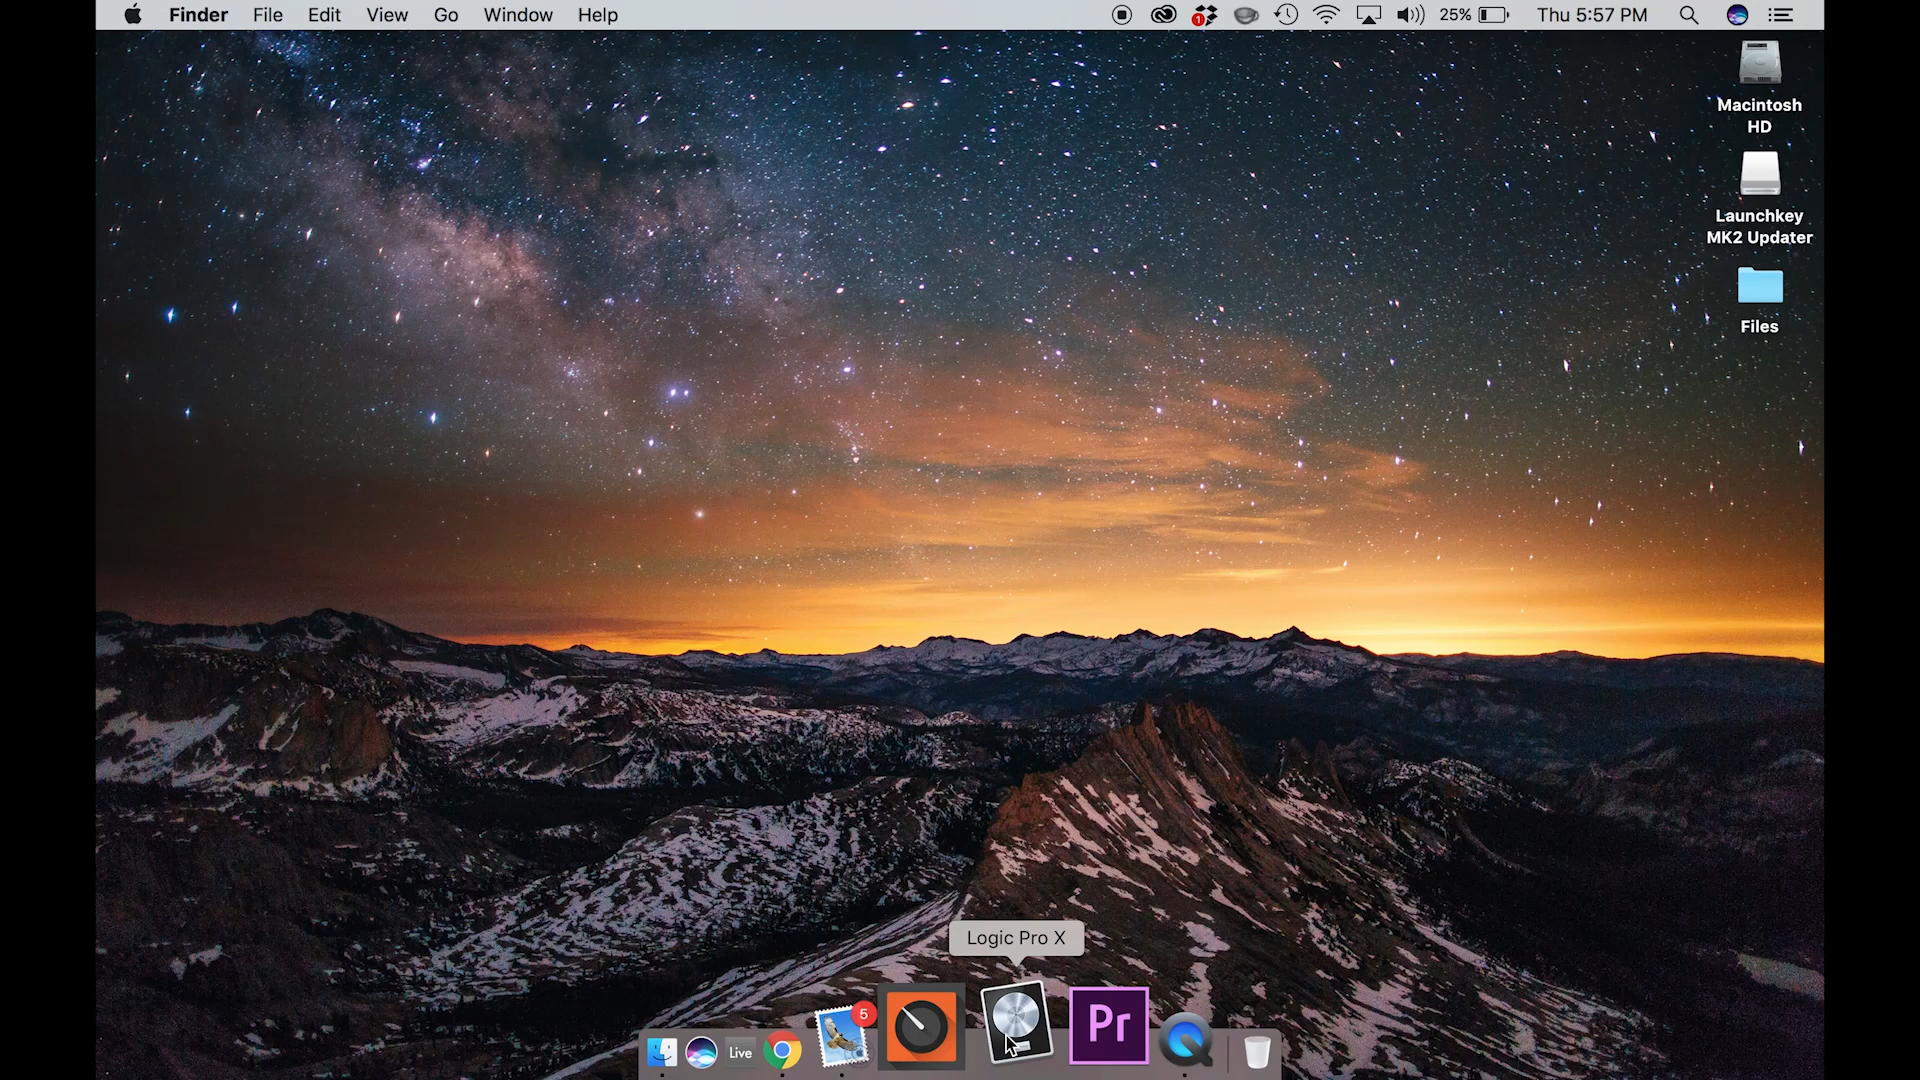 Finder File Edit View Go Window Help 1 25% Thu 5:57 PM
Macintosh
HD
Launchkey
MK2 Updater
Files
Logic Pro X
5
Live
Pr